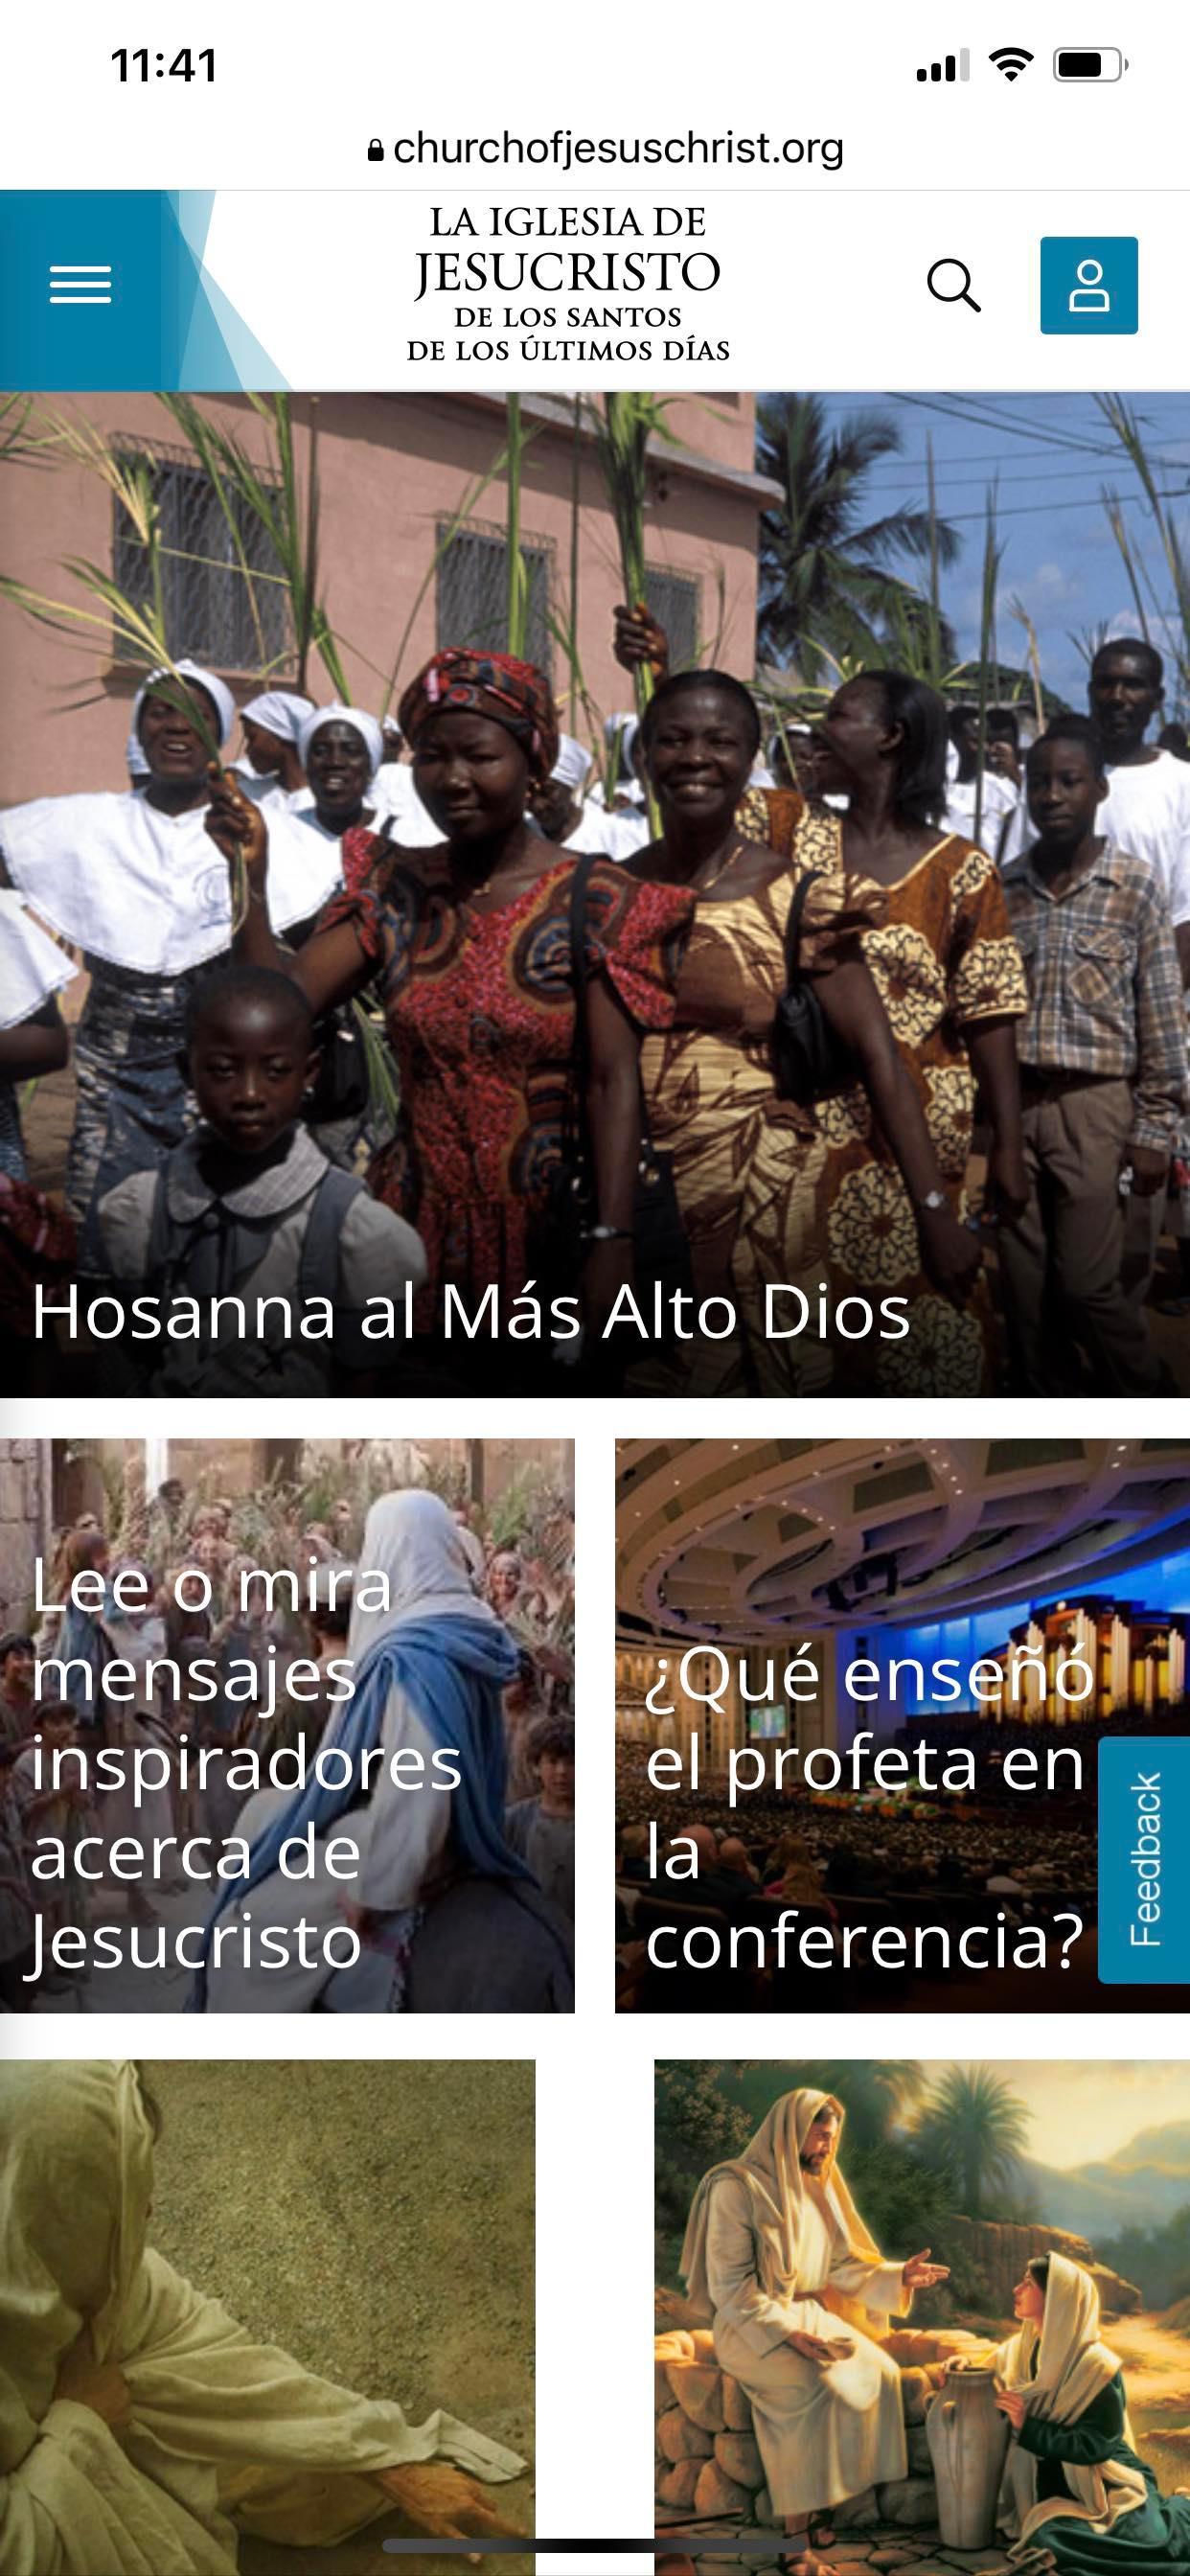 11:41
churchofjesuschrist.org
LA IGLESIA DE
JESUCRISTO
DE LOS SANTOS
DE LOS ÚLTIMOS DÍAS
Hosanna al Más Alto Dios
Lee o mira
mensajes
inspiradores
acerca de
Jesucristo
¿Qué enseñó
el profeta en
la
conferencia?
Feedback